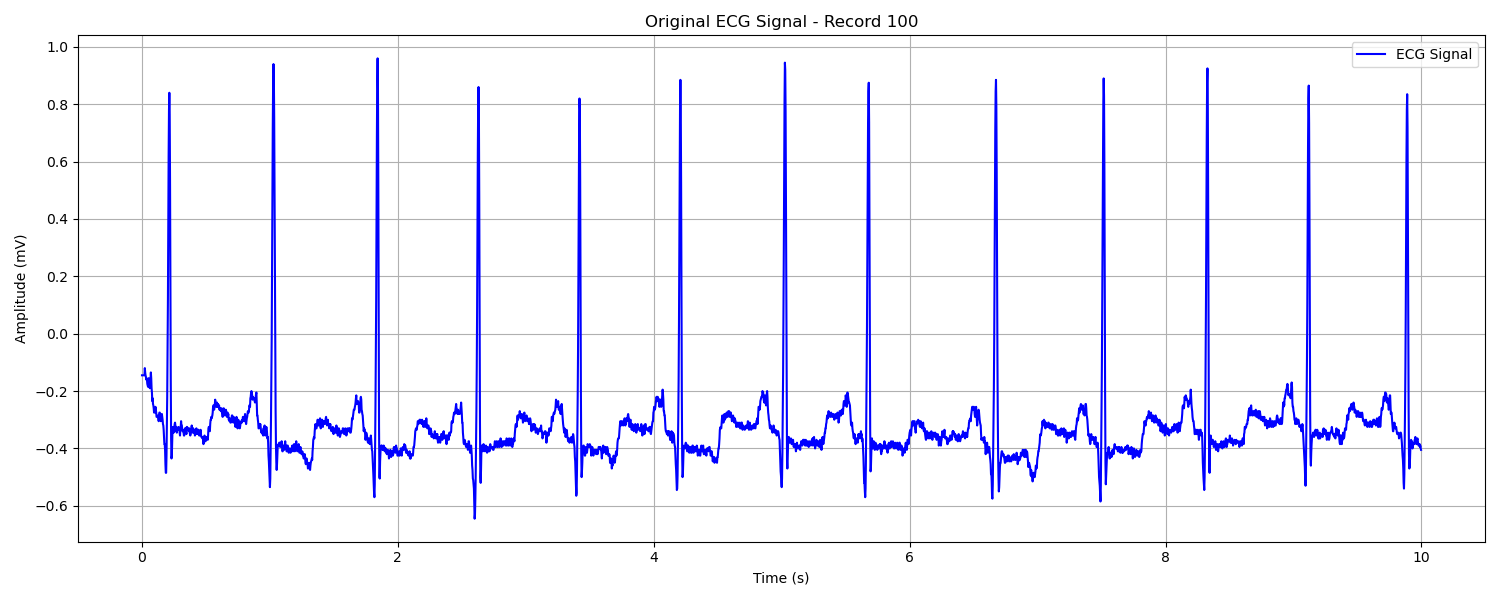 Original ECG Signal - Record 100
ECG Signal
1.0
0.8
0.6
0.4
0.2
0.0
−0.2
−0.4
−0.6
Amplitude (mV)
0 2 4 6 8 10
Time (s)